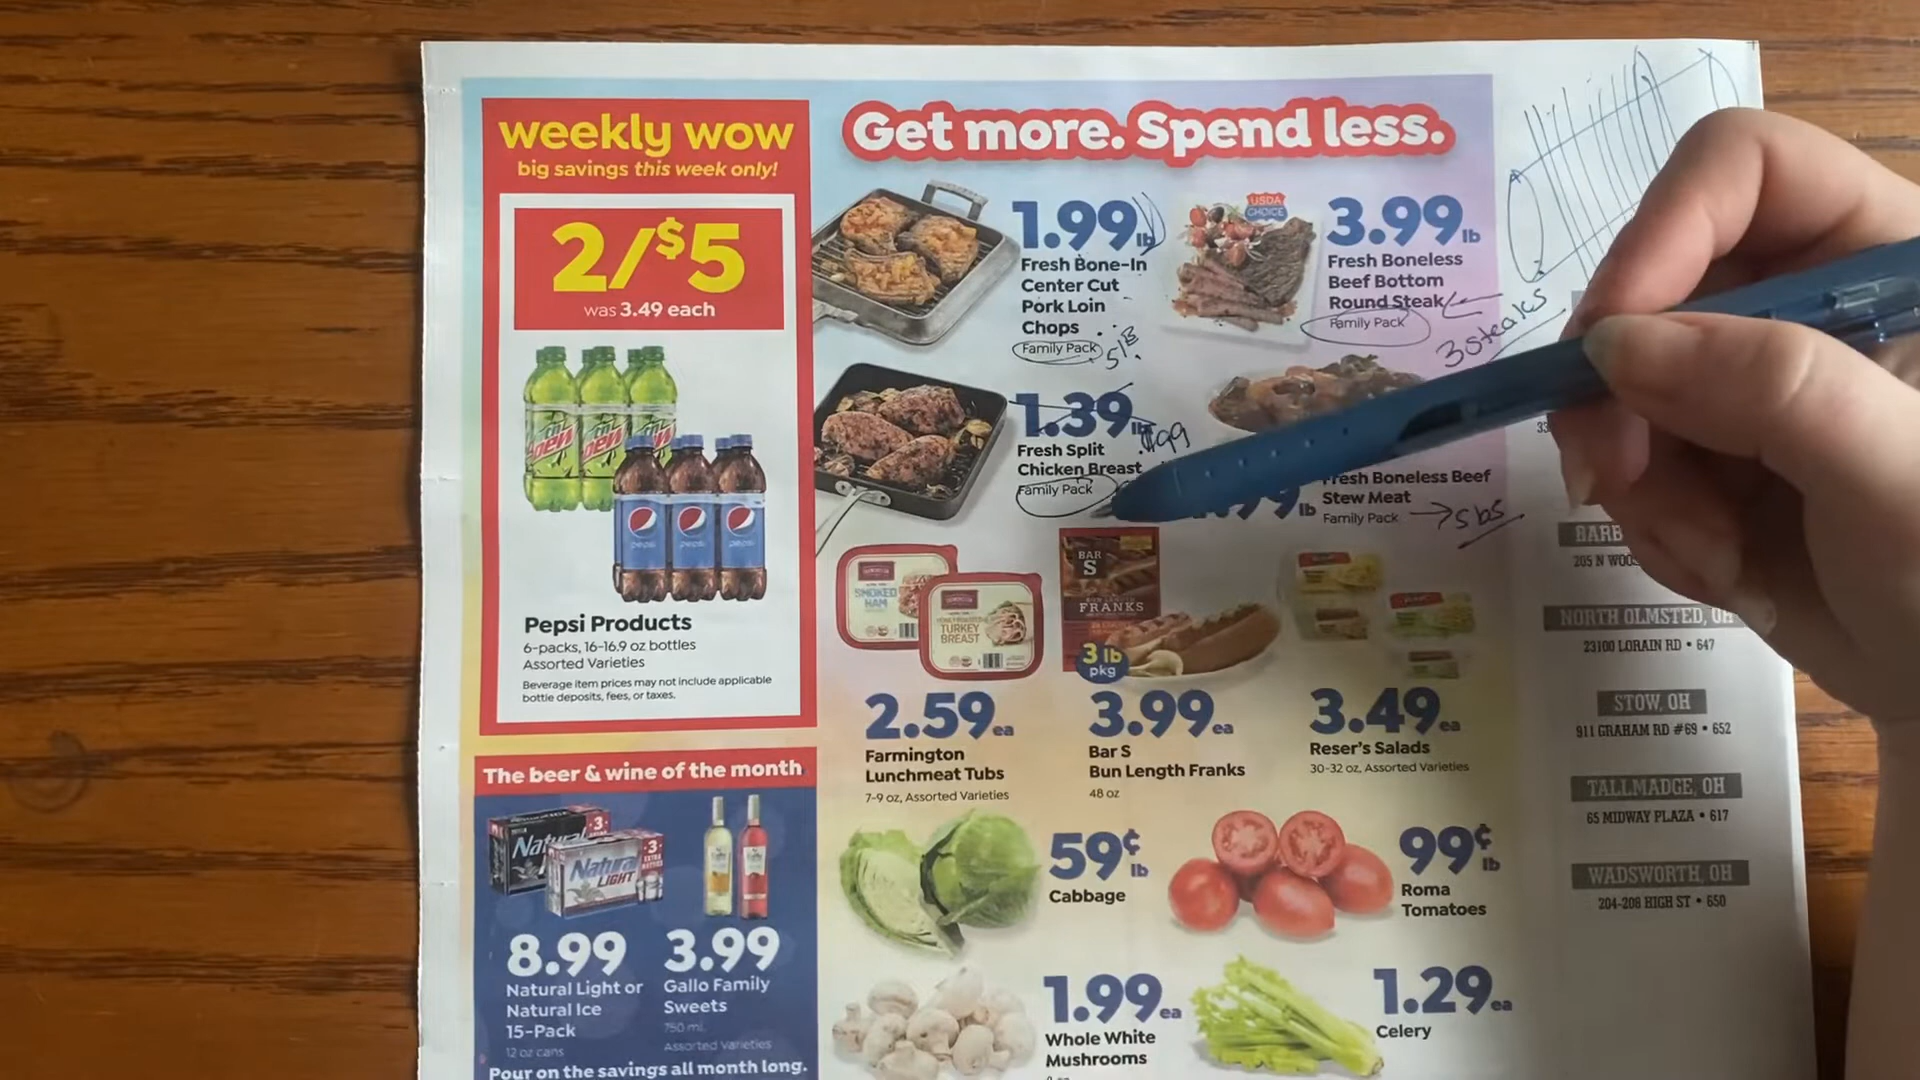 weekly wow
big savings this week only!
2/$5
was 3.49 each
Pepsi Products
6-packs, 16-16.9 oz bottles
Assorted Varieties
Beverage item prices may not include applicable
bottle deposits, fees, or taxes.
The beer & wine of the month
Natural
LIGHT
8.99
Natural Light or
Natural Ice
15-Pack
12 oz cans
3.99
Gallo Family
Sweets
750 ml
Assorted Varieties
Pour on the savings all month long.
Get more. Spend less.
1.99 lb
Fresh Bone-In
Center Cut
Pork Loin
Chops
Family Pack
USDA
CHOICE
3.99 lb
Fresh Boneless
Beef Bottom
Round Steak
Family Pack
3 steaks
1.39
Fresh Split
Chicken Breast
Family Pack
lb
Fresh Boneless Beef
Stew Meat
Family Pack
SMOKED
HAM
TURKEY
BREAST
2.59 ea
Farmington
Lunchmeat Tubs
7-9 oz, Assorted Varieties
BAR
S
FRANKS
3 lb
pkg
3.99 ea
Bar S
Bun Length Franks
48 oz
3.49 ea
Reser's Salads
30-32 oz, Assorted Varieties
59¢ lb
Cabbage
99¢ lb
Roma
Tomatoes
1.99 ea
Whole White
Mushrooms
1.29 ea
Celery
BARB
NORTH OLMSTED, OH
23100 LORAIN RD • 647
STOW, OH
911 GRAHAM RD #69 • 652
TALLMADGE, OH
65 MIDWAY PLAZA • 617
WADSWORTH, OH
204-208 HIGH ST • 650